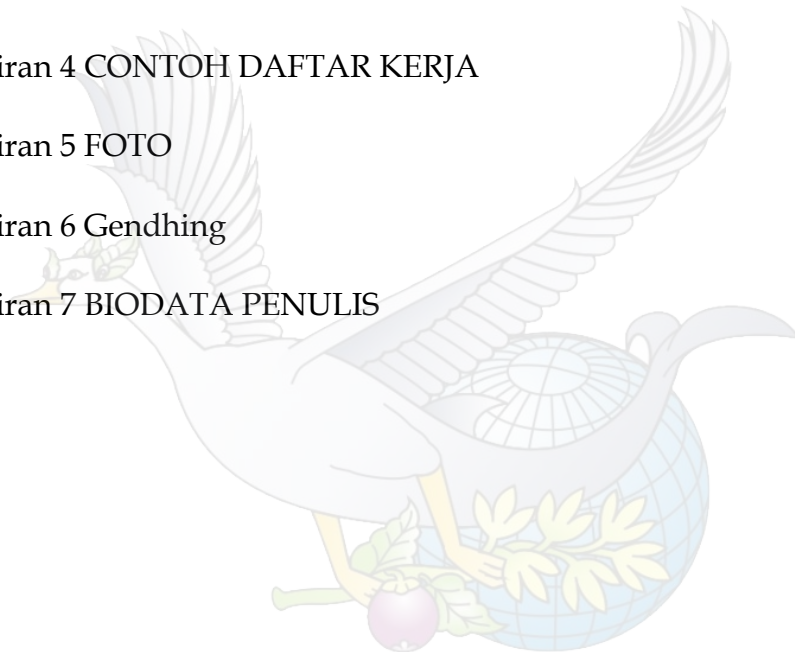 iran 4 CONTOH DAFTAR KERJA
iran 5 FOTO
iran 6 Gendhing
iran 7 BIODATA PENULIS